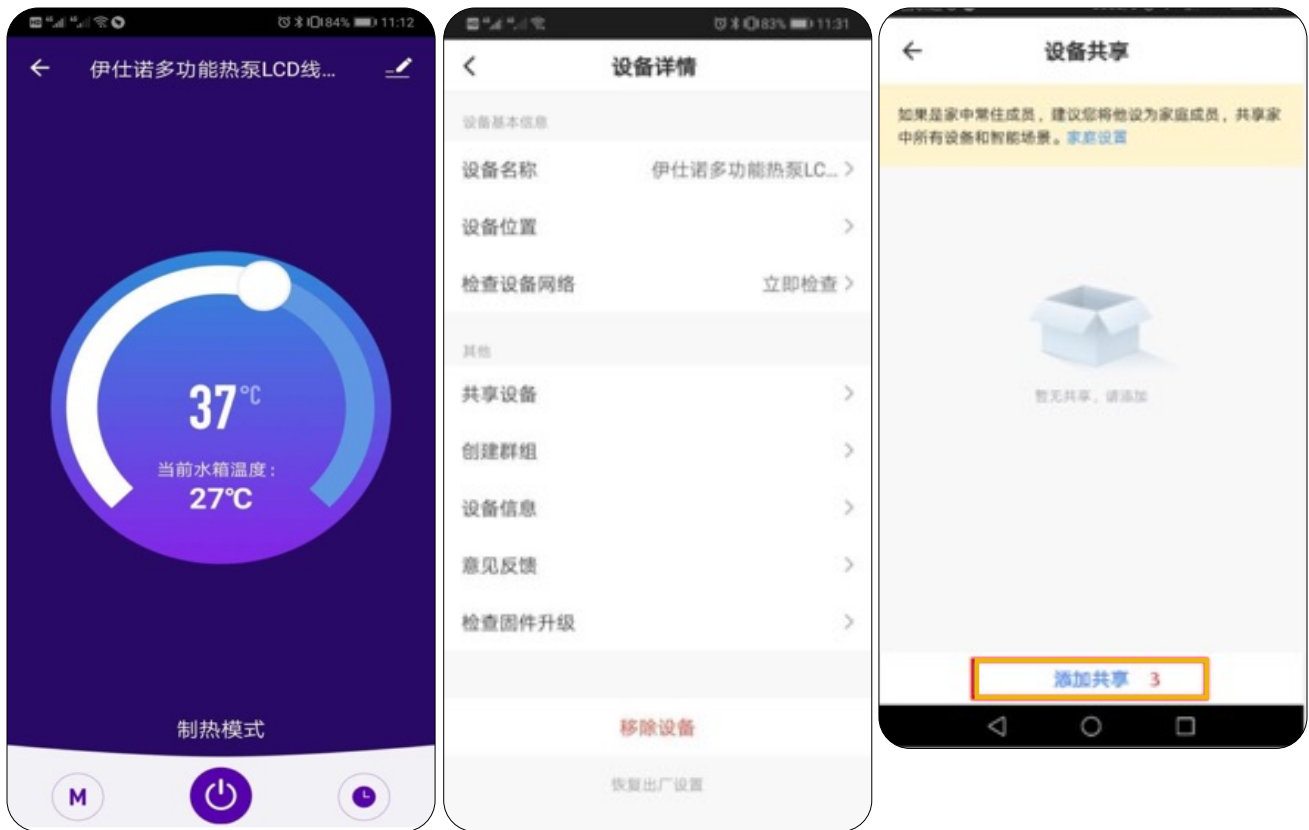 84% 11:12
伊仕诺多功能热泵LCD线...
37°C
当前水箱温度：
27℃
制热模式
M
83% 11:31
设备详情
设备基本信息
设备名称 伊仕诺多功能热泵LC...
设备位置
检查设备网络 立即检查
其他
共享设备
创建群组
设备信息
意见反馈
检查固件升级
移除设备
恢复出厂设置
设备共享
如果是家中常住成员，建议您将他设为家庭成员，共享家
中所有设备和智能场景。家庭设置
暂无共享，请添加
添加共享 3